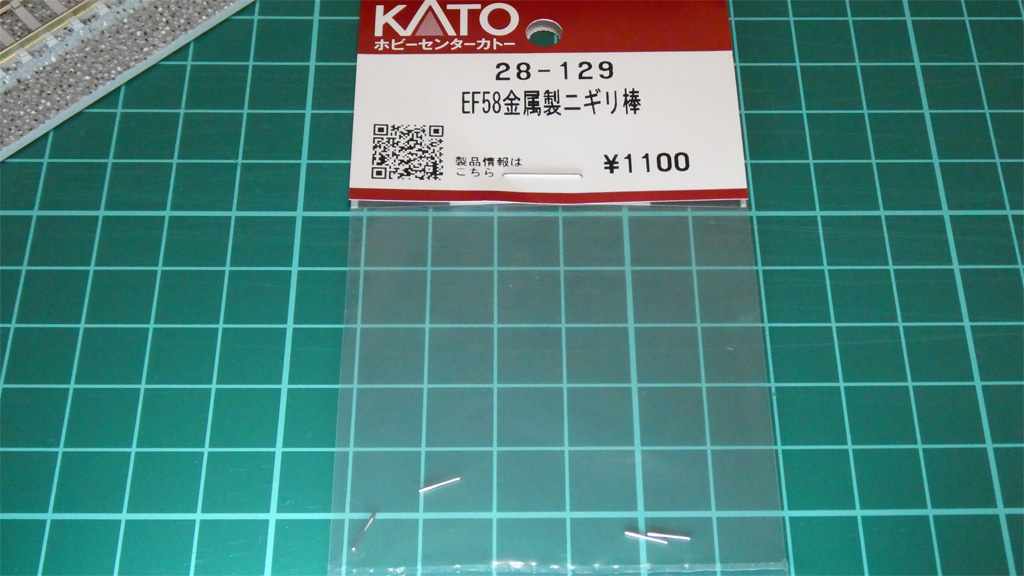 KATO
ホビーセンターカトー
28-129
EF58金属製ニギリ棒
製品情報は
こちら
¥1100